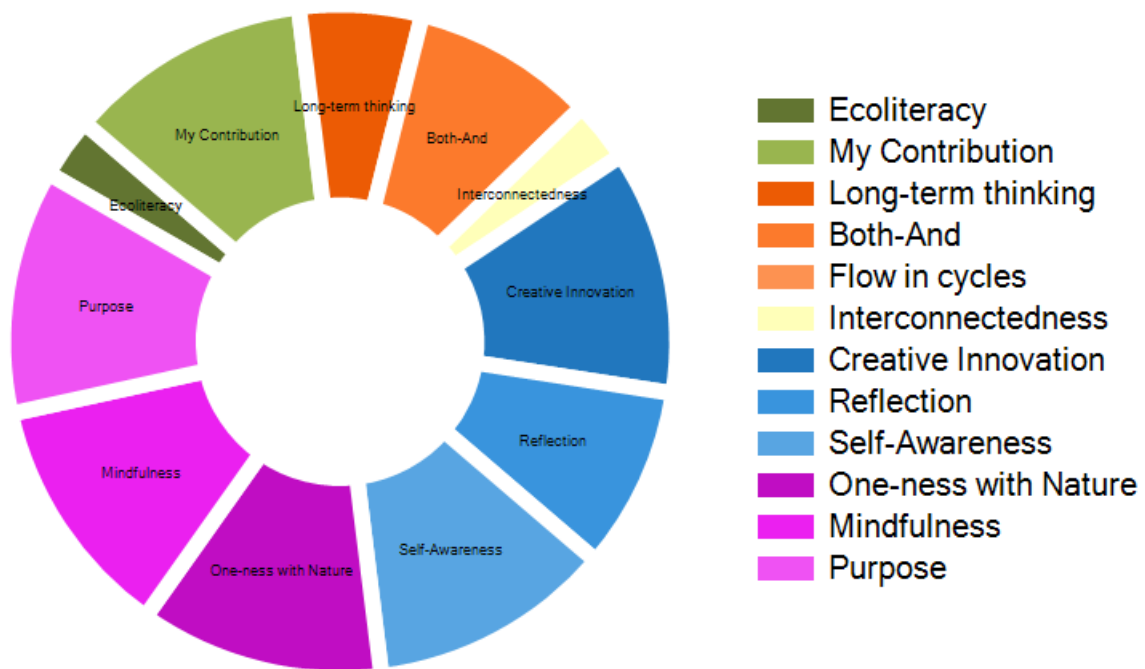 Long-term thinking
Both-And
Interconnectedness
Creative Innovation
Reflection
Self-Awareness
One-ness with Nature
Mindfulness
Purpose
Ecoliteracy
My Contribution
Ecoliteracy
My Contribution
Long-term thinking
Both-And
Flow in cycles
Interconnectedness
Creative Innovation
Reflection
Self-Awareness
One-ness with Nature
Mindfulness
Purpose